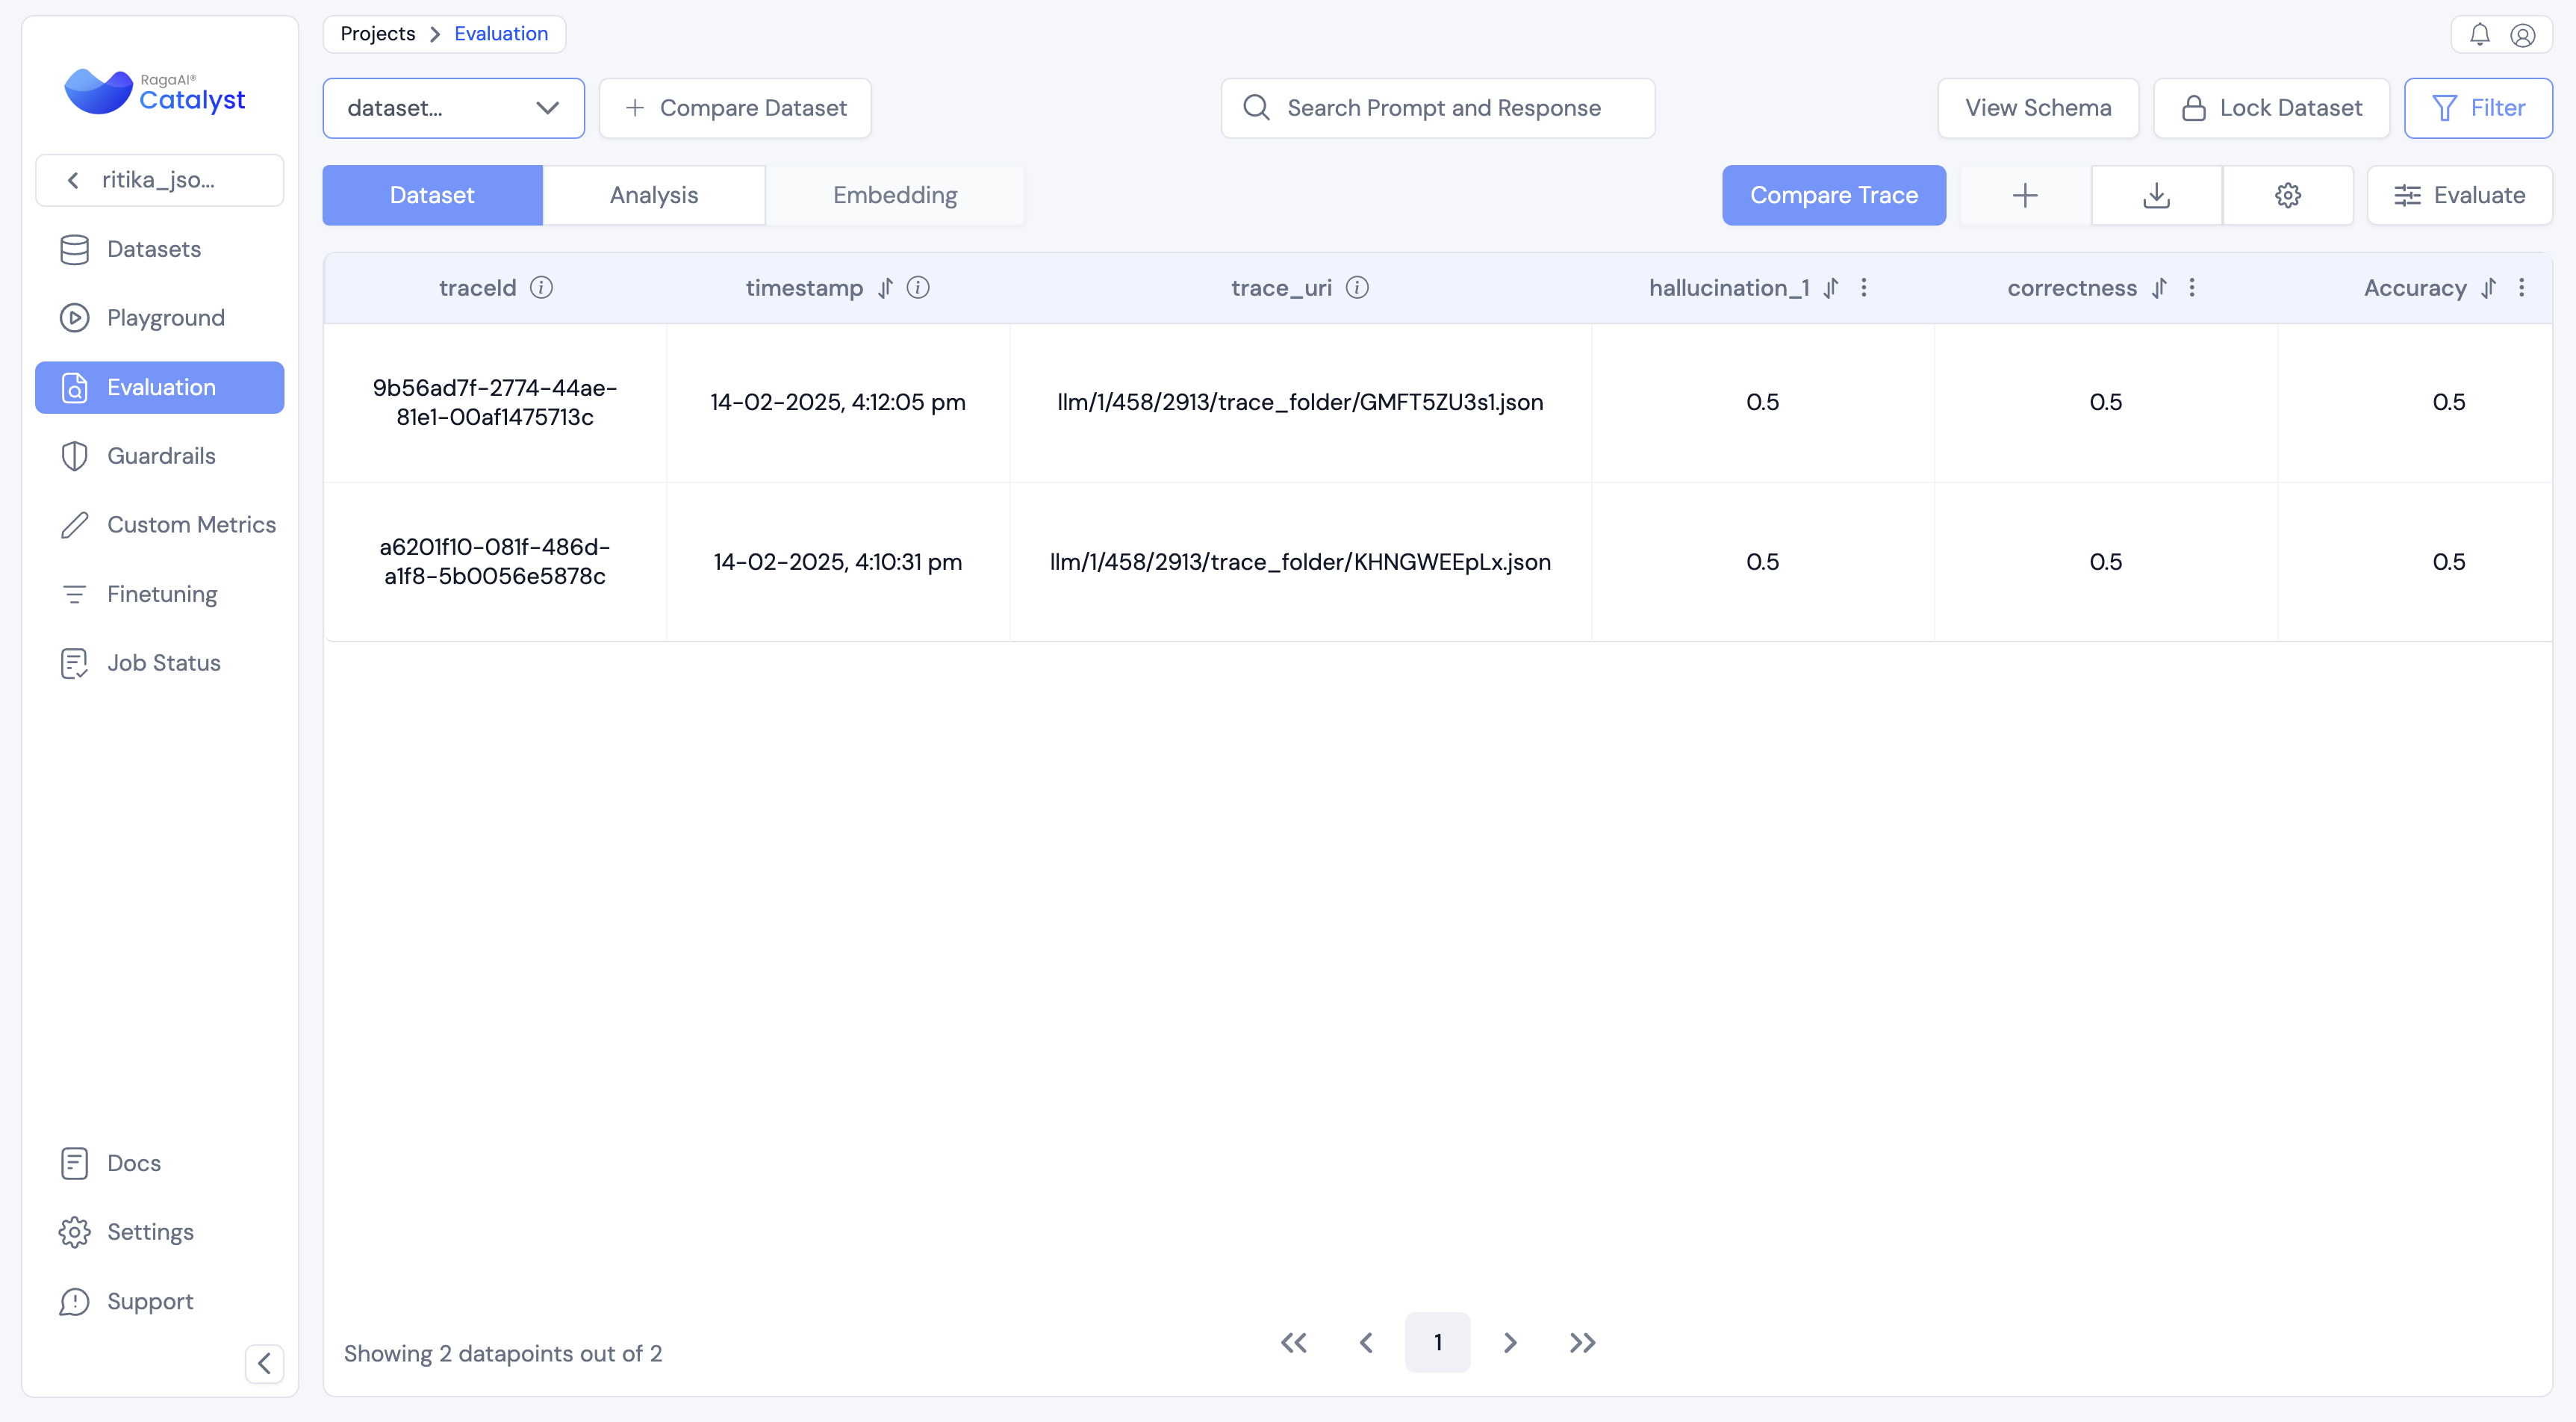 RagaAI®
Catalyst
ritika_jso...
Datasets
Playground
Evaluation
Guardrails
Custom Metrics
Finetuning
Job Status
Docs
Settings
Support
Projects > Evaluation
dataset...
+ Compare Dataset
Search Prompt and Response
View Schema
Lock Dataset
Filter
Dataset
Analysis
Embedding
Compare Trace
Evaluate
traceId timestamp trace_uri hallucination_1 correctness Accuracy
9b56ad7f-2774-44ae-
81e1-00af1475713c
14-02-2025, 4:12:05 pm
llm/1/458/2913/trace_folder/GMFT5ZU3s1.json
0.5
0.5
0.5
a6201f10-081f-486d-
a1f8-5b0056e5878c
14-02-2025, 4:10:31 pm
llm/1/458/2913/trace_folder/KHNGWEEpLx.json
0.5
0.5
0.5
Showing 2 datapoints out of 2
1